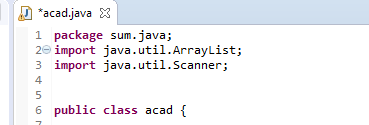 *acad.java
1 package sum.java;
2 import java.util.ArrayList;
3 import java.util.Scanner;
4
5
6 public class acad {